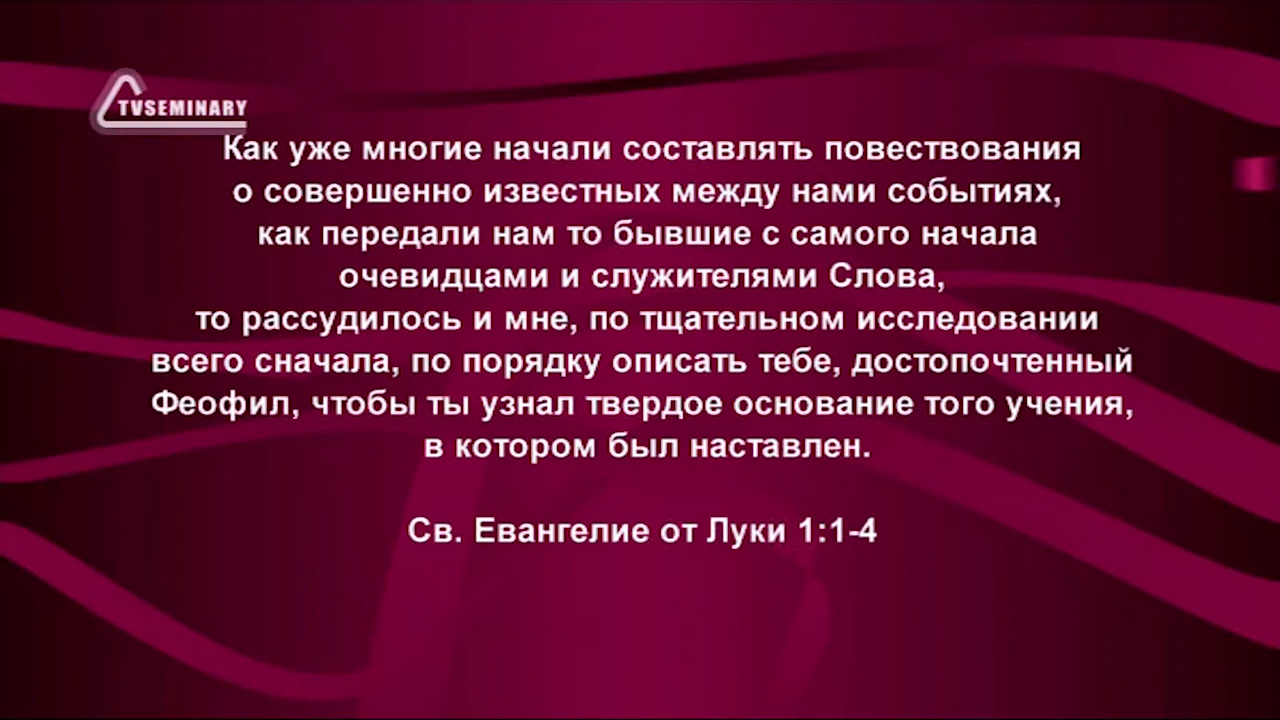 TVSEMINARY
Как уже многие начали составлять повествования
о совершенно известных между нами событиях,
как передали нам то бывшие с самого начала
очевидцами и служителями Слова,
то рассудилось и мне, по тщательном исследовании
всего сначала, по порядку описать тебе, достопочтенный
Феофил, чтобы ты узнал твердое основание того учения,
в котором был наставлен.
Св. Евангелие от Луки 1:1-4